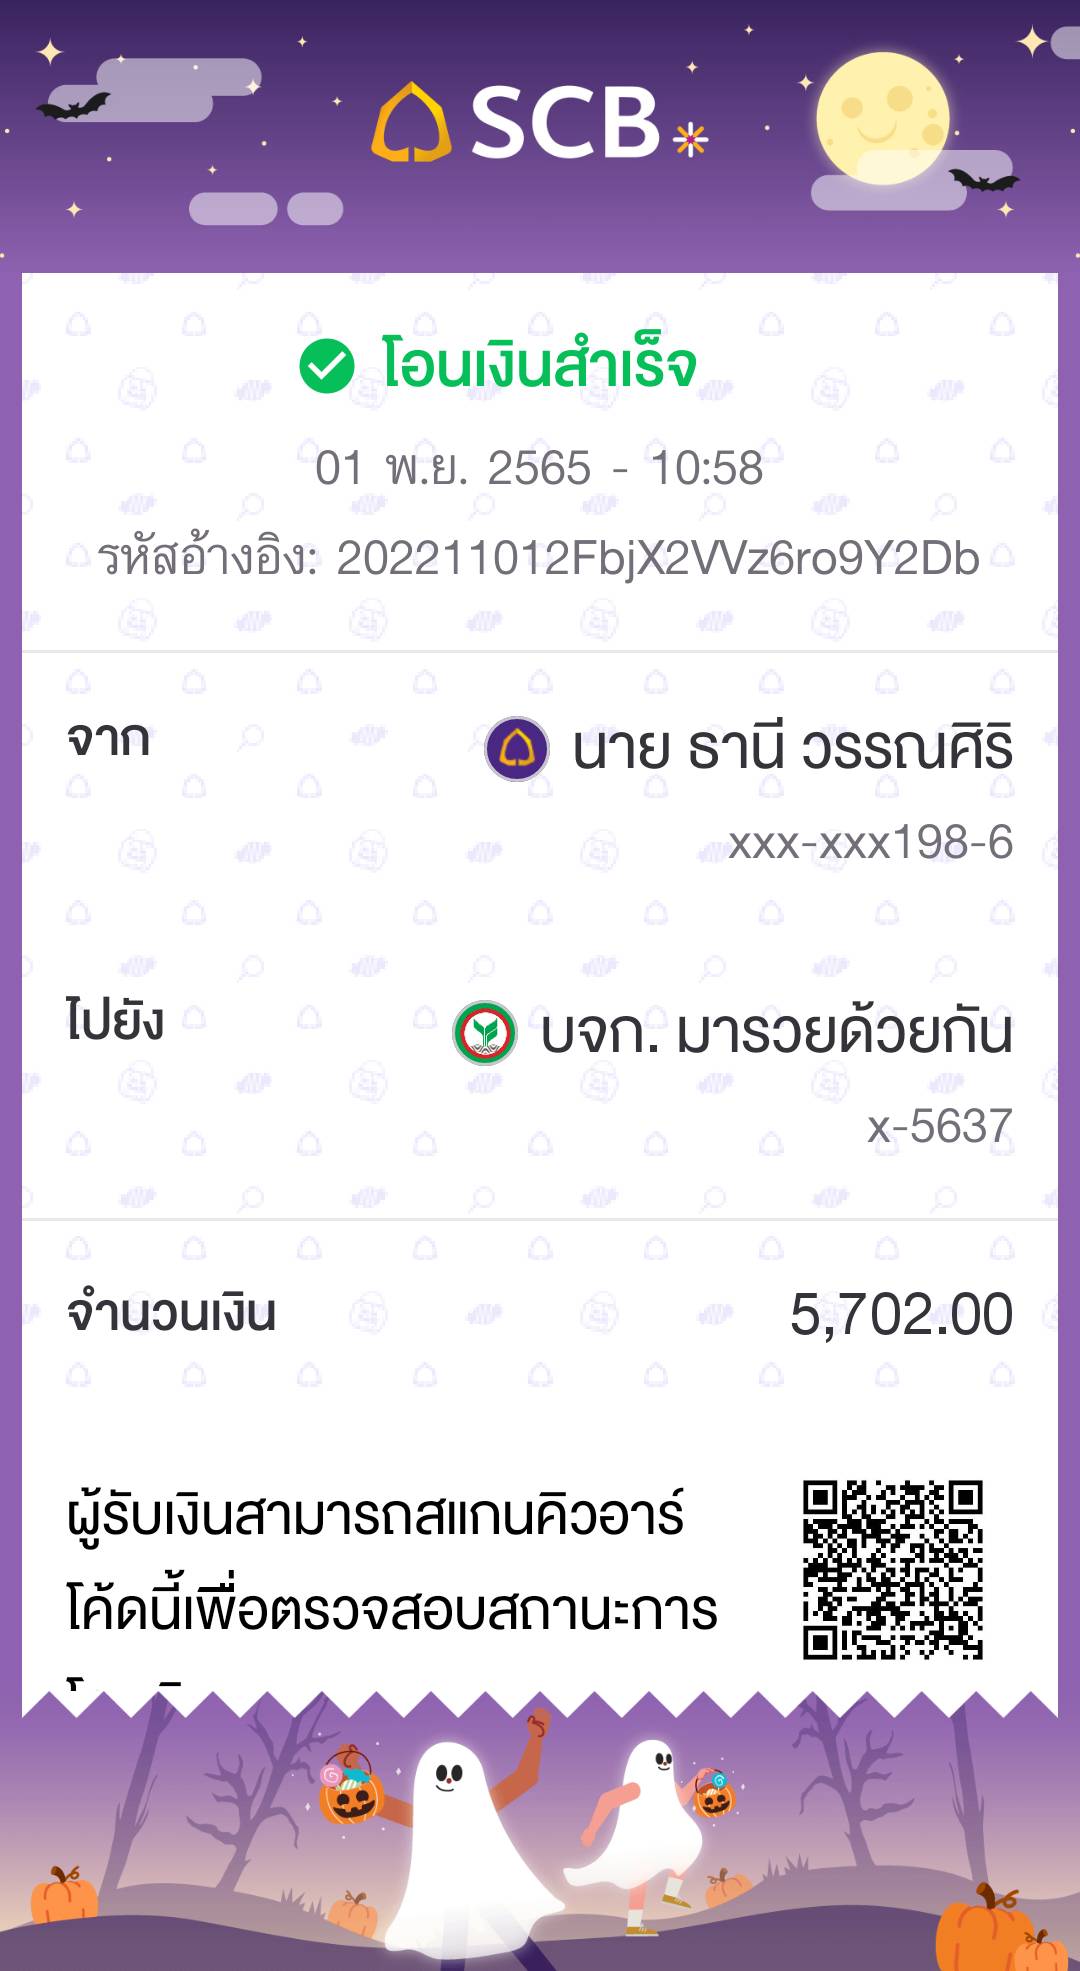 SCB
โอนเงินสำเร็จ
01 พ.ย. 2565 - 10:58
รหัสอ้างอิง: 202211012FbjX2VVz6ro9Y2Db
จาก
นาย ธานี วรรณศิริ
xxx-xxx198-6
ไปยัง
บจก. มารวยด้วยกัน
x-5637
จำนวนเงิน 5,702.00
ผู้รับเงินสามารถสแกนคิวอาร์
โค้ดนี้เพื่อตรวจสอบสถานะการ